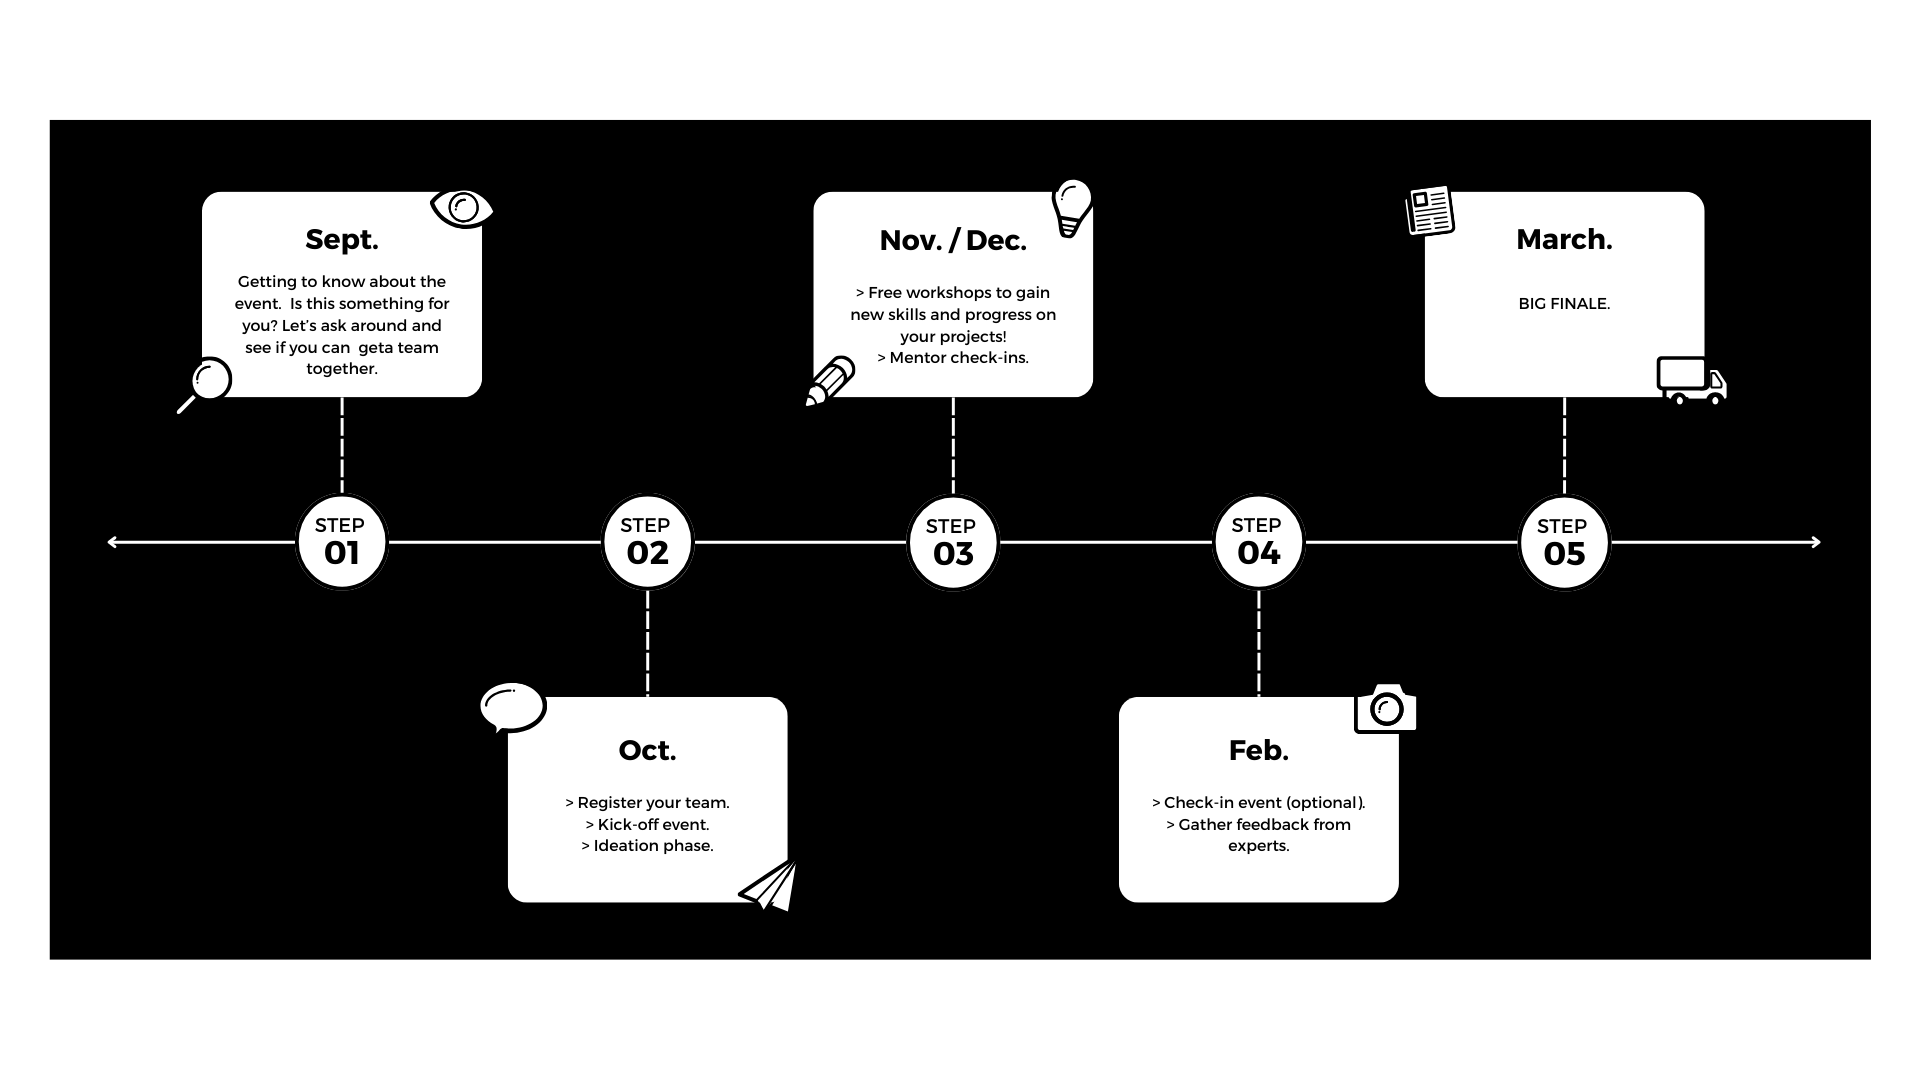 Sept.
Getting to know about the
event.  Is this something for
you? Let's ask around and
see if you can  geta team
together.
Nov. / Dec.
> Free workshops to gain
new skills and progress on
your projects!
> Mentor check-ins.
March.
BIG FINALE.
STEP
01
STEP
02
STEP
03
STEP
04
STEP
05
Oct.
> Register your team.
> Kick-off event.
> Ideation phase.
Feb.
> Check-in event (optional).
> Gather feedback from
experts.